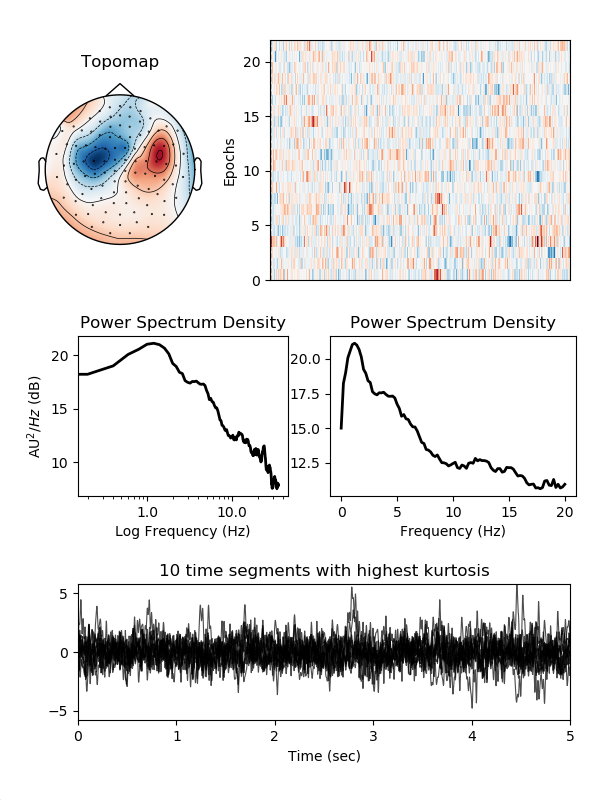 Topomap
Epochs
20
15
10
5
0
Power Spectrum Density
AU²/Hz (dB)
20
15
10
1.0 10.0
Log Frequency (Hz)
Power Spectrum Density
20.0
17.5
15.0
12.5
0 5 10 15 20
Frequency (Hz)
10 time segments with highest kurtosis
5
0
−5
0 1 2 3 4 5
Time (sec)